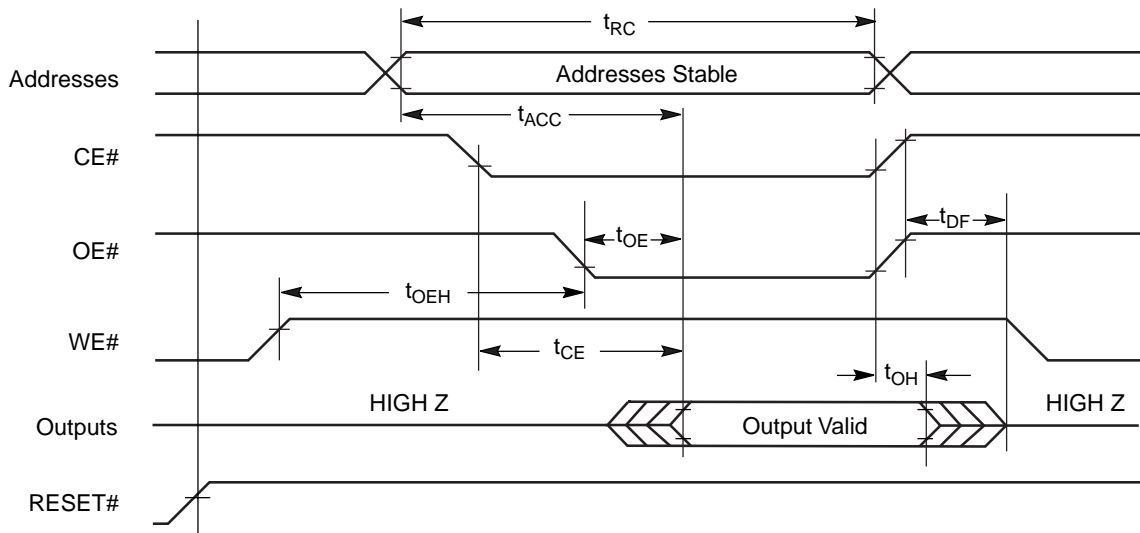 tRC
Addresses
Addresses Stable
tACC
CE#
tDF
OE#
tOE
tOEH
WE#
tCE
tOH
HIGH Z
HIGH Z
Outputs
Output Valid
RESET#